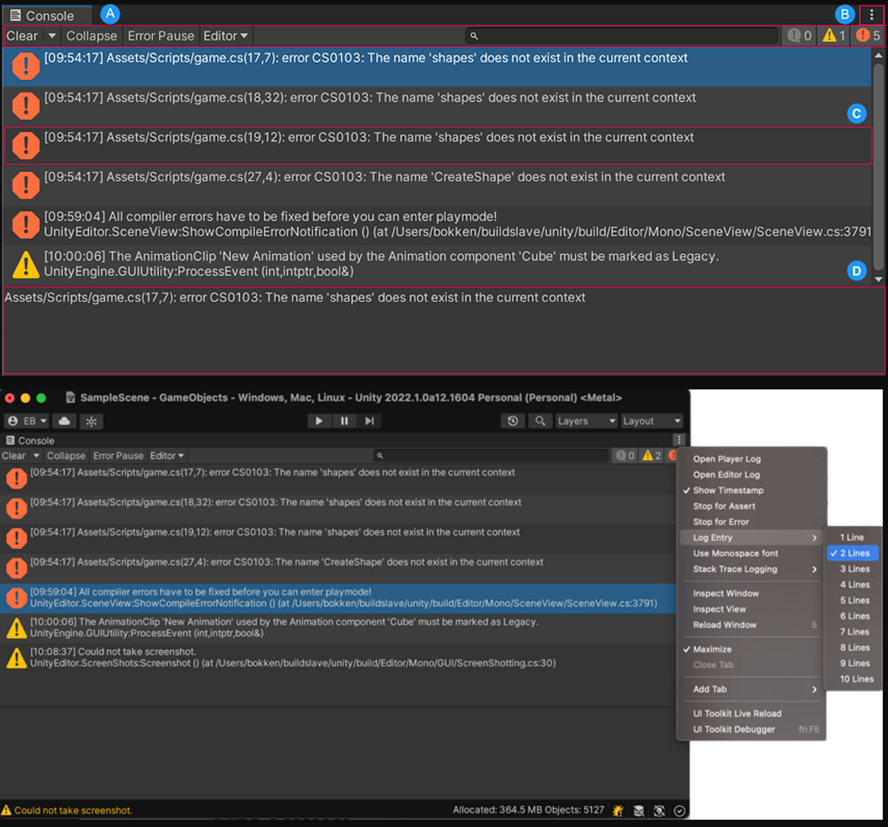 Console
A
B
Clear Collapse Error Pause Editor 0 1 5
[09:54:17] Assets/Scripts/game.cs(17,7): error CS0103: The name 'shapes' does not exist in the current context
[09:54:17] Assets/Scripts/game.cs(18,32): error CS0103: The name 'shapes' does not exist in the current context
C
[09:54:17] Assets/Scripts/game.cs(19,12): error CS0103: The name 'shapes' does not exist in the current context
[09:54:17] Assets/Scripts/game.cs(27,4): error CS0103: The name 'CreateShape' does not exist in the current context
[09:59:04] All compiler errors have to be fixed before you can enter playmode!
UnityEditor.SceneView:ShowCompileErrorNotification () (at /Users/bokken/buildslave/unity/build/Editor/Mono/SceneView/SceneView.cs:3791
[10:00:06] The AnimationClip 'New Animation' used by the Animation component 'Cube' must be marked as Legacy.
UnityEngine.GUIUtility:ProcessEvent (int,intptr,bool&)
D
Assets/Scripts/game.cs(17,7): error CS0103: The name 'shapes' does not exist in the current context
SampleScene - GameObjects - Windows, Mac, Linux - Unity 2022.1.0a12.1604 Personal (Personal) <Metal>
EB Layers Layout
Console
Clear Collapse Error Pause Editor 0 2
[09:54:17] Assets/Scripts/game.cs(17,7): error CS0103: The name 'shapes' does not exist in the current context
[09:54:17] Assets/Scripts/game.cs(18,32): error CS0103: The name 'shapes' does not exist in the current context
[09:54:17] Assets/Scripts/game.cs(19,12): error CS0103: The name 'shapes' does not exist in the current context
[09:54:17] Assets/Scripts/game.cs(27,4): error CS0103: The name 'CreateShape' does not exist in the current context
[09:59:04] All compiler errors have to be fixed before you can enter playmode!
UnityEditor.SceneView:ShowCompileErrorNotification () (at /Users/bokken/buildslave/unity/build/Editor/Mono/SceneView/SceneView.cs:3791)
[10:00:06] The AnimationClip 'New Animation' used by the Animation component 'Cube' must be marked as Legacy.
UnityEngine.GUIUtility:ProcessEvent (int,intptr,bool&)
[10:08:37] Could not take screenshot.
UnityEditor.ScreenShots:Screenshot () (at /Users/bokken/buildslave/unity/build/Editor/Mono/GUI/ScreenShotting.cs:30)
Open Player Log
Open Editor Log
Show Timestamp
Stop for Assert
Stop for Error
Log Entry
Use Monospace font
Stack Trace Logging
Inspect Window
Inspect View
Reload Window
Maximize
Close Tab
Add Tab
UI Toolkit Live Reload
UI Toolkit Debugger fn F5
1 Line
2 Lines
3 Lines
4 Lines
5 Lines
6 Lines
7 Lines
8 Lines
9 Lines
10 Lines
Could not take screenshot.
Allocated: 364.5 MB Objects: 5127